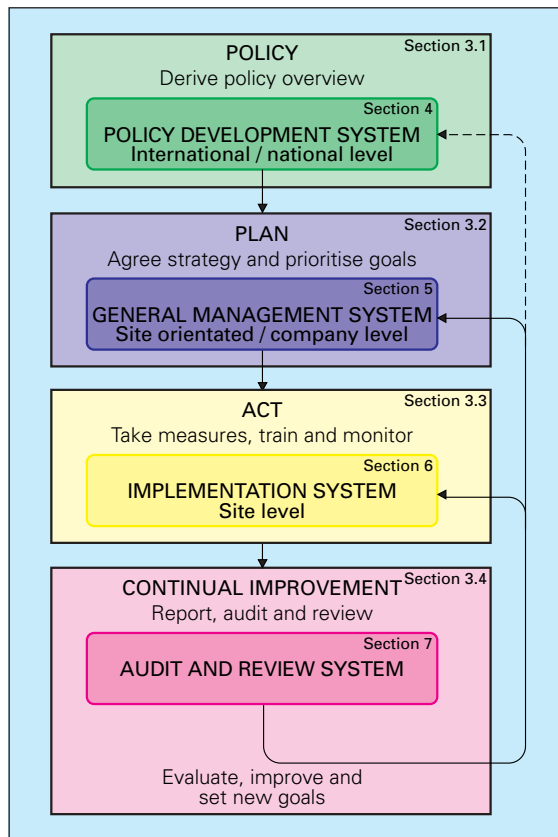 Section 3.1
POLICY
Derive policy overview
Section 4
POLICY DEVELOPMENT SYSTEM
International / national level
Section 3.2
PLAN
Agree strategy and prioritise goals
Section 5
GENERAL MANAGEMENT SYSTEM
Site orientated / company level
Section 3.3
ACT
Take measures, train and monitor
Section 6
IMPLEMENTATION SYSTEM
Site level
CONTINUAL IMPROVEMENT Section 3.4
Report, audit and review
Section 7
AUDIT AND REVIEW SYSTEM
Evaluate, improve and
set new goals